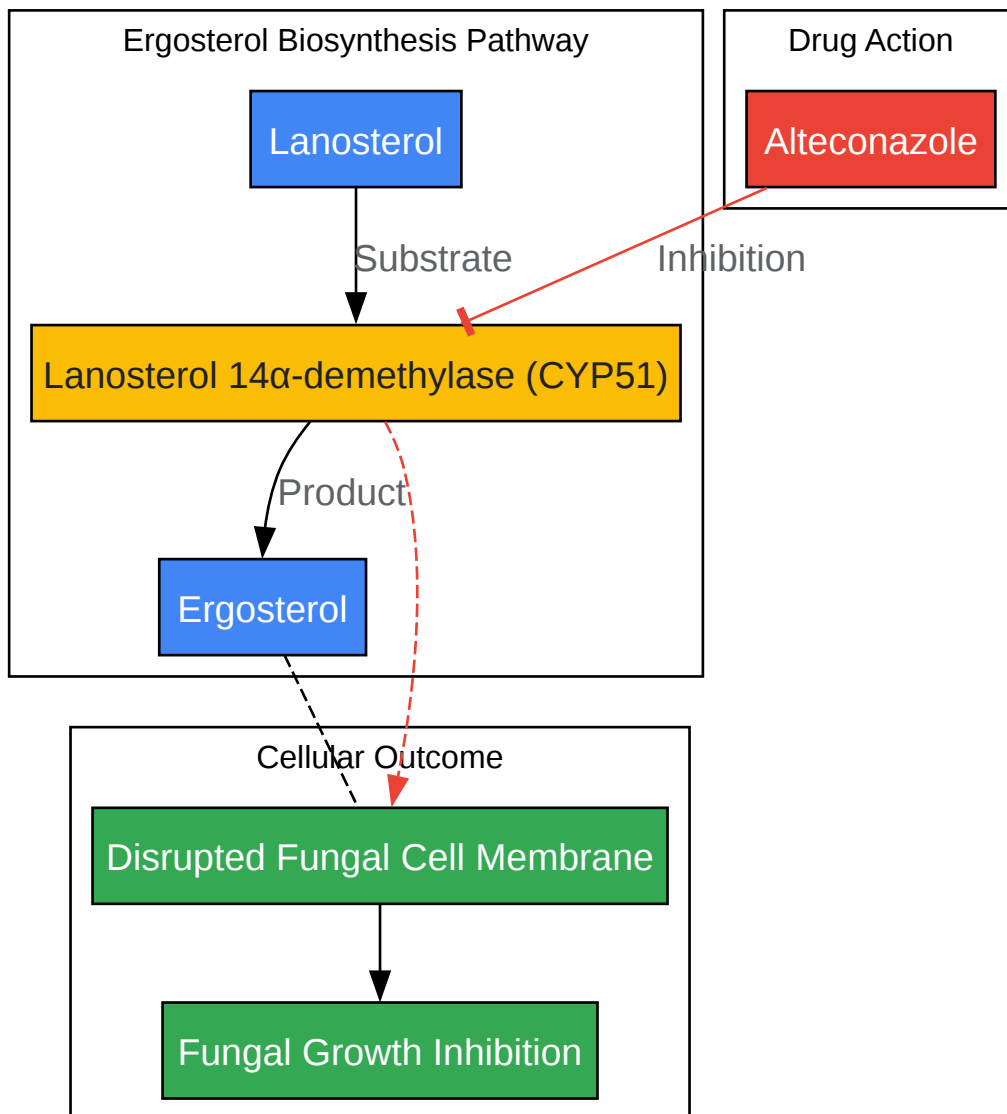 Ergosterol Biosynthesis Pathway
Drug Action
Lanosterol
Alteconazole
Substrate
Inhibition
Lanosterol 14α-demethylase (CYP51)
Product
Ergosterol
Cellular Outcome
Disrupted Fungal Cell Membrane
Fungal Growth Inhibition